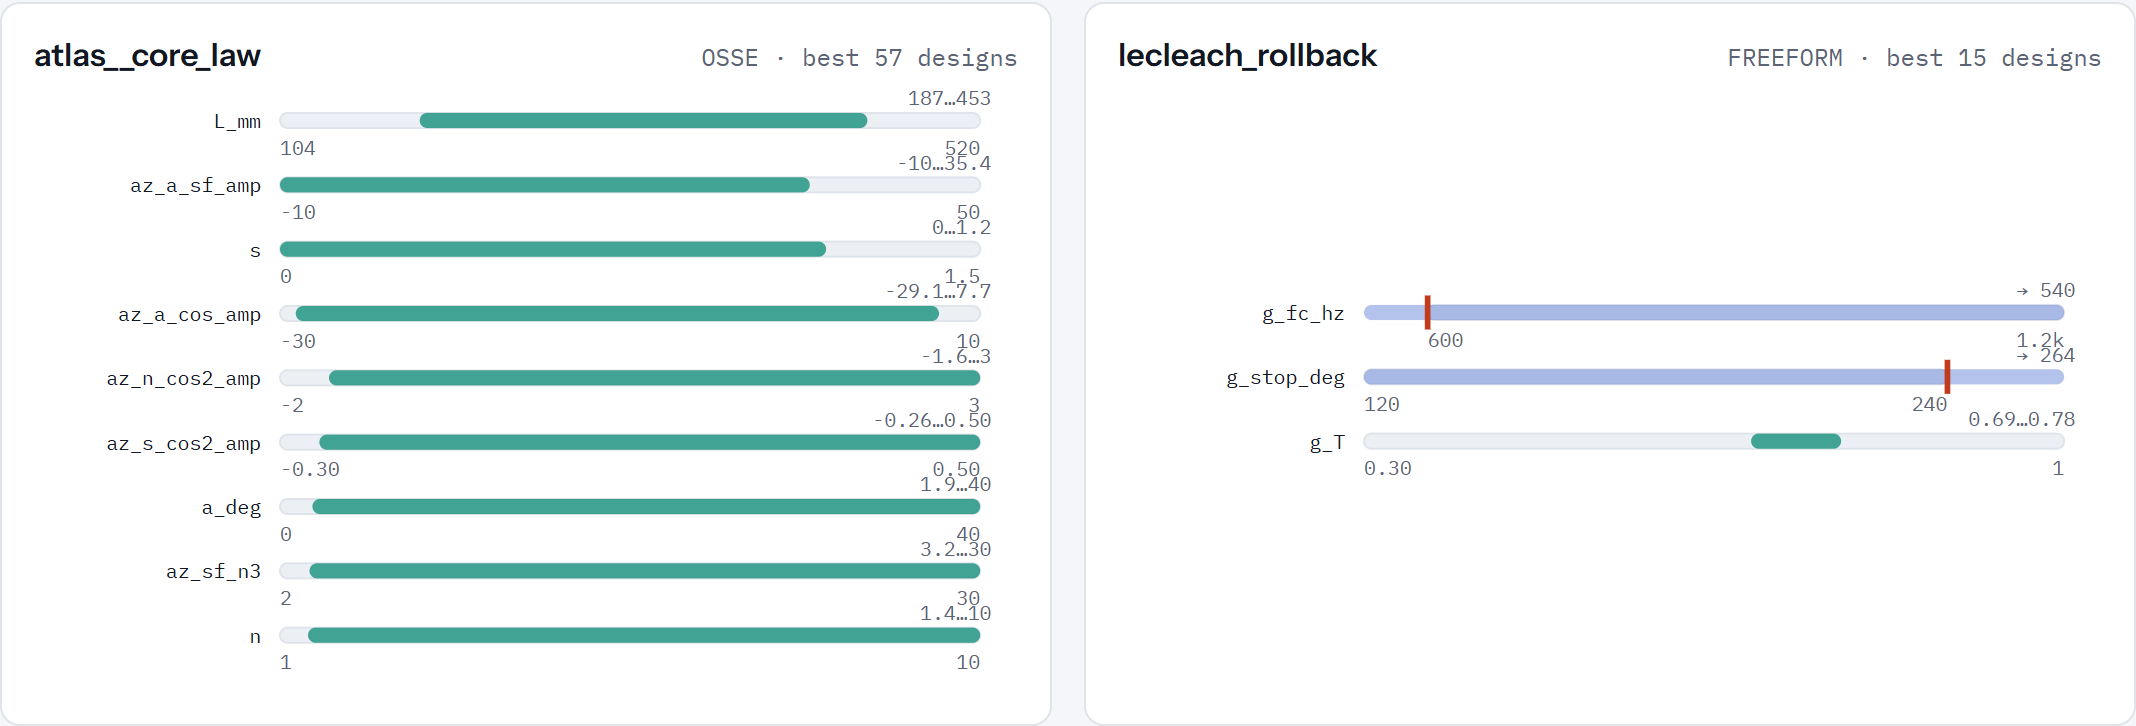 atlas__core_law
OSSE · best 57 designs
187…453
L_mm
104
520
-10…35.4
az_a_sf_amp
-10
50
0…1.2
s
0
1.5
-29.1…7.7
az_a_cos_amp
-30
10
-1.6…3
az_n_cos2_amp
-2
3
-0.26…0.50
az_s_cos2_amp
-0.30
0.50
1.9…40
a_deg
0
40
3.2…30
az_sf_n3
2
30
1.4…10
n
1
10
lecleach_rollback
FREEFORM · best 15 designs
→ 540
g_fc_hz
600
1.2k
→ 264
g_stop_deg
120
240
0.69…0.78
g_T
0.30
1